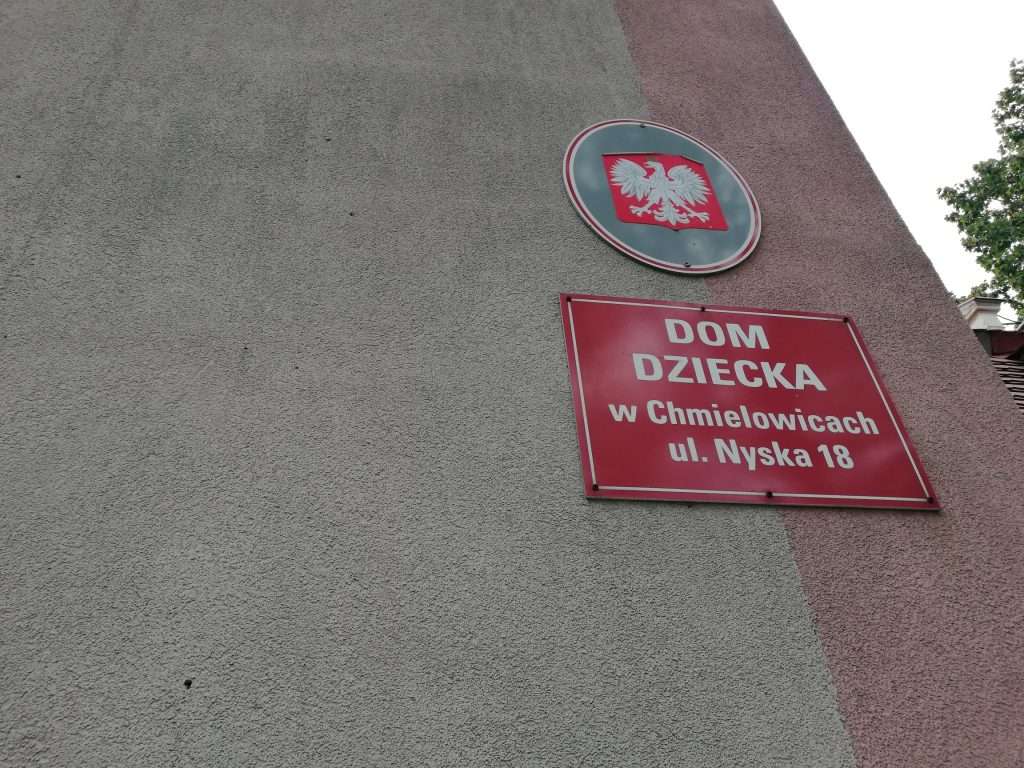 DOM
DZIECKA
w Chmielowicach
ul. Nyska 18